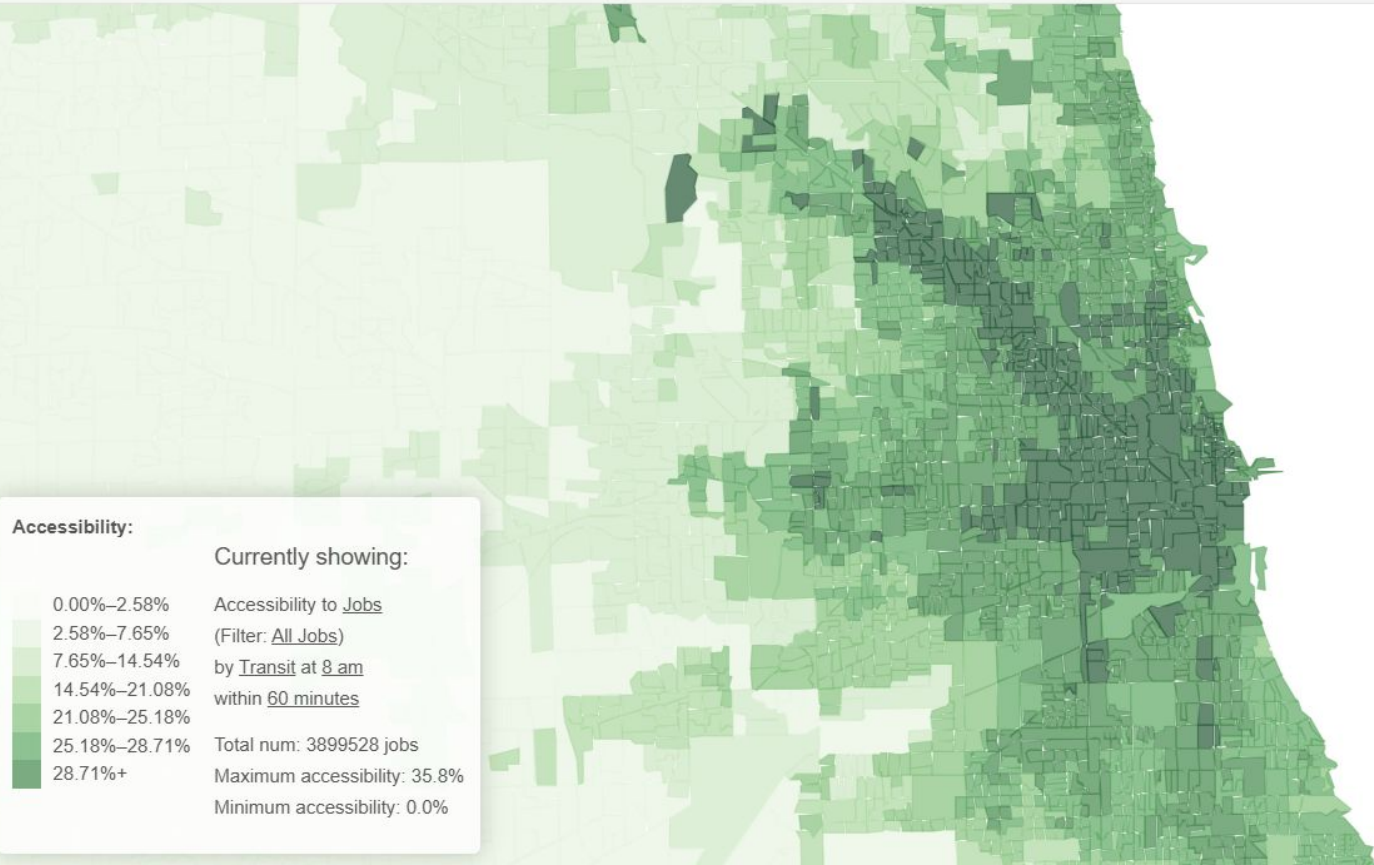 Accessibility:
Currently showing:
0.00%–2.58%
2.58%–7.65%
7.65%–14.54%
14.54%–21.08%
21.08%–25.18%
25.18%–28.71%
28.71%+
Accessibility to Jobs
(Filter: All Jobs)
by Transit at 8 am
within 60 minutes
Total num: 3899528 jobs
Maximum accessibility: 35.8%
Minimum accessibility: 0.0%